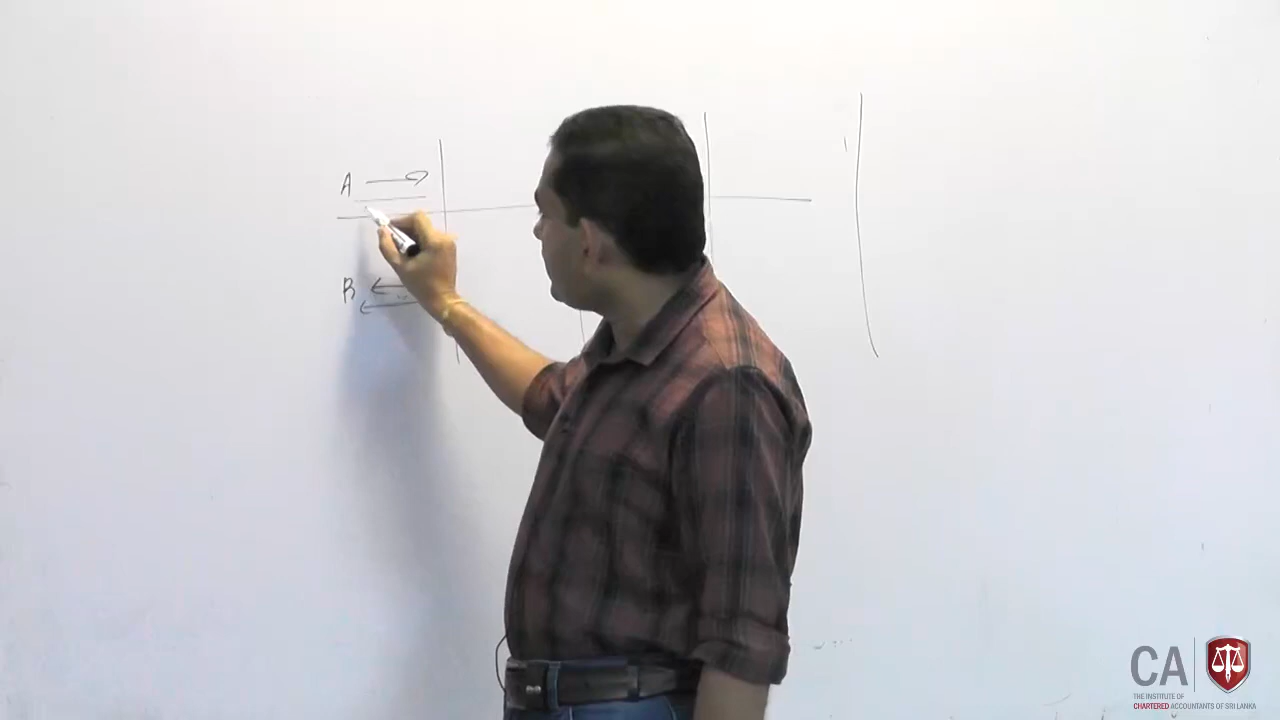 A
B
CA
THE INSTITUTE OF
CHARTERED ACCOUNTANTS OF SRI LANKA